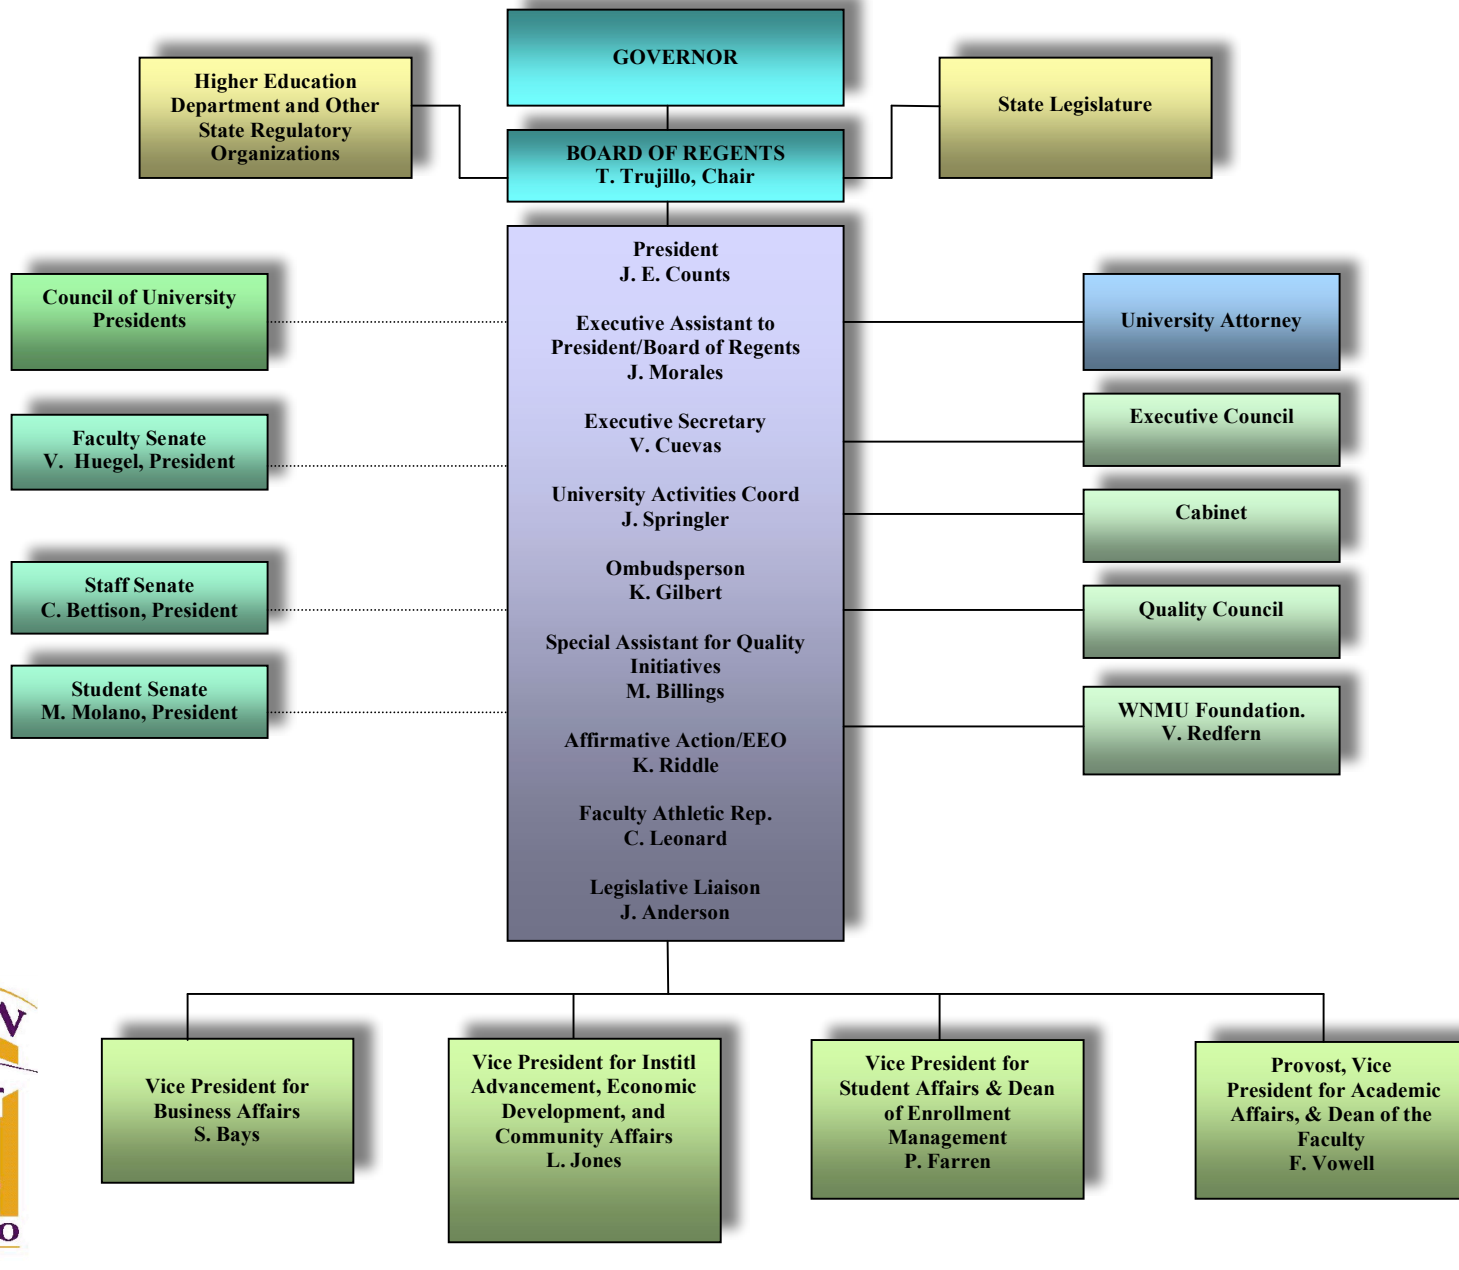 GOVERNOR
Higher Education
Department and Other
State Regulatory
Organizations
State Legislature
BOARD OF REGENTS
T. Trujillo, Chair
President
J. E. Counts
Executive Assistant to
President/Board of Regents
J. Morales
Executive Secretary
V. Cuevas
University Activities Coord
J. Springler
Ombudsperson
K. Gilbert
Special Assistant for Quality
Initiatives
M. Billings
Affirmative Action/EEO
K. Riddle
Faculty Athletic Rep.
C. Leonard
Legislative Liaison
J. Anderson
Council of University
Presidents
Faculty Senate
V.  Huegel, President
Staff Senate
C. Bettison, President
Student Senate
M. Molano, President
University Attorney
Executive Council
Cabinet
Quality Council
WNMU Foundation.
V. Redfern
Vice President for
Business Affairs
S. Bays
Vice President for Institl
Advancement, Economic
Development, and
Community Affairs
L. Jones
Vice President for
Student Affairs & Dean
of Enrollment
Management
P. Farren
Provost, Vice
President for Academic
Affairs, & Dean of the
Faculty
F. Vowell